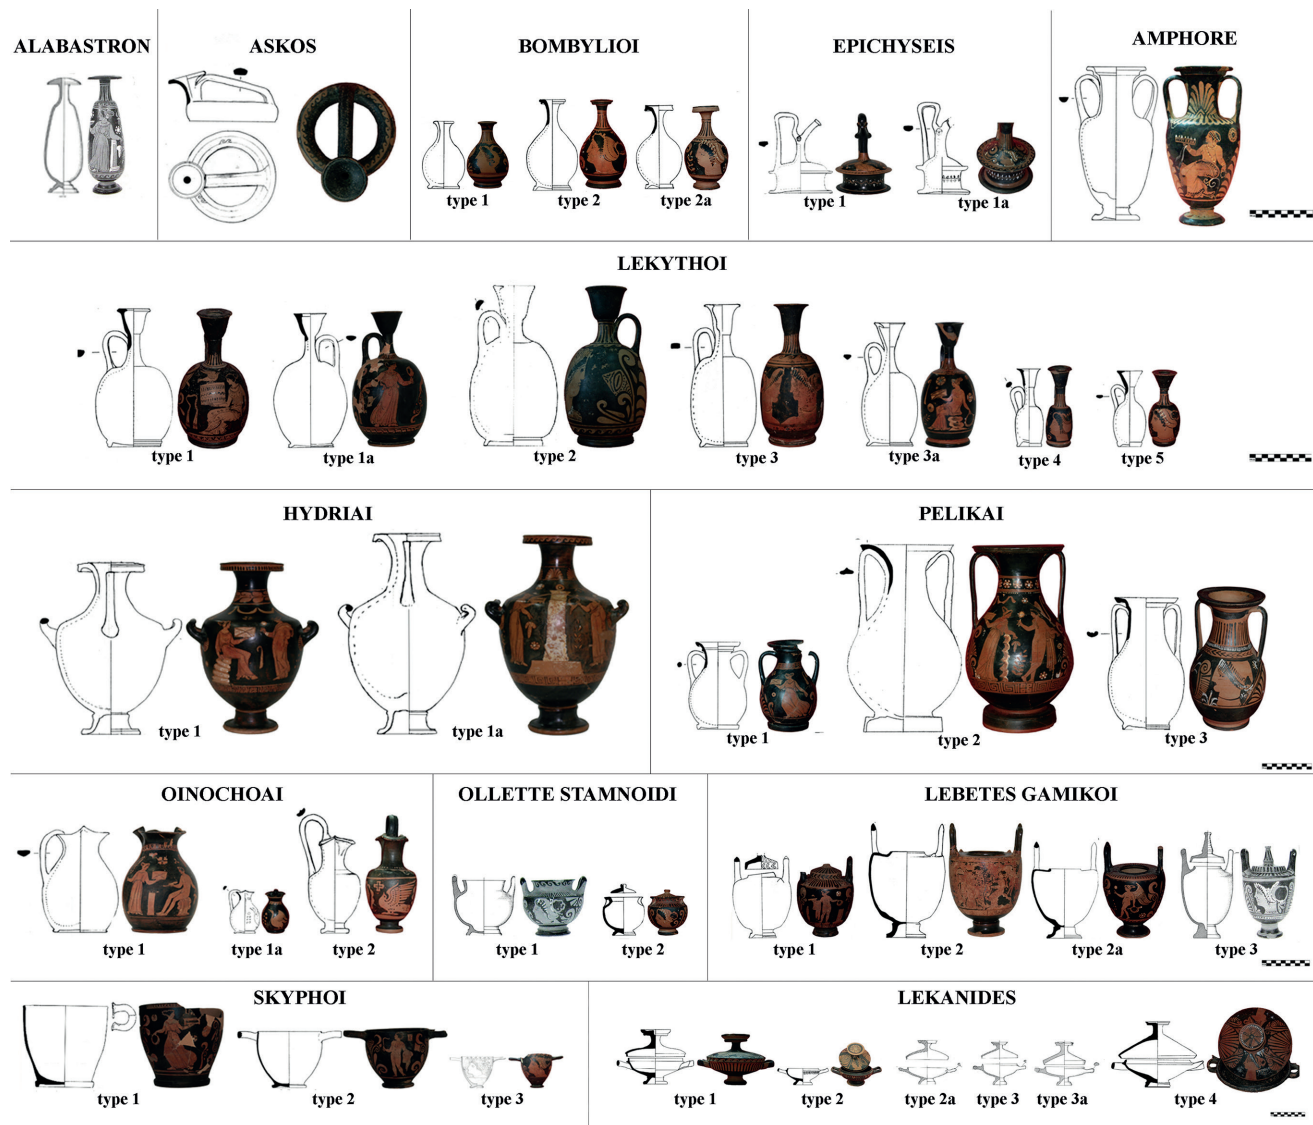 ALABASTRON
ASKOS
BOMBYLIOI
EPICHYSEIS
AMPHORE
type 1
type 2
type 2a
type 1
type 1a
LEKYTHOI
type 1
type 1a
type 2
type 3
type 3a
type 4
type 5
HYDRIAI
PELIKAI
type 1
type 1a
type 1
type 2
type 3
OINOCHOAI
OLLETTE STAMNOIDI
LEBETES GAMIKOI
type 1
type 1a
type 2
type 1
type 2
type 1
type 2
type 2a
type 3
SKYPHOI
LEKANIDES
type 1
type 2
type 3
type 1
type 2
type 2a
type 3
type 3a
type 4